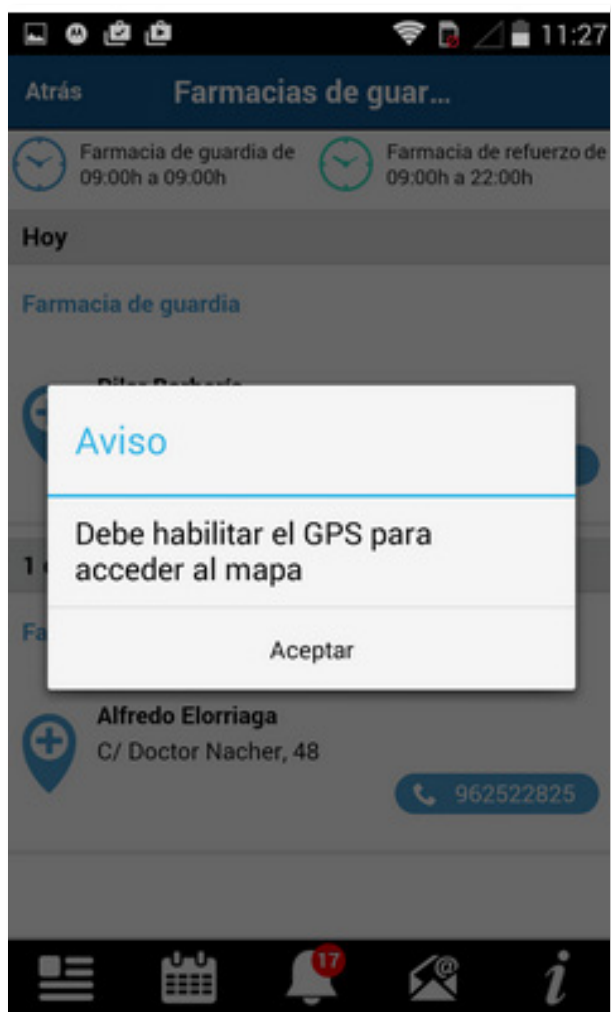 11:27
Atrás
Farmacias de guar...
Farmacia de guardia de
09:00h a 09:00h
Farmacia de refuerzo de
09:00h a 22:00h
Hoy
Farmacia de guardia
Aviso
Debe habilitar el GPS para
acceder al mapa
Aceptar
1
Fa
Alfredo Elorriaga
C/ Doctor Nacher, 48
962522825
17